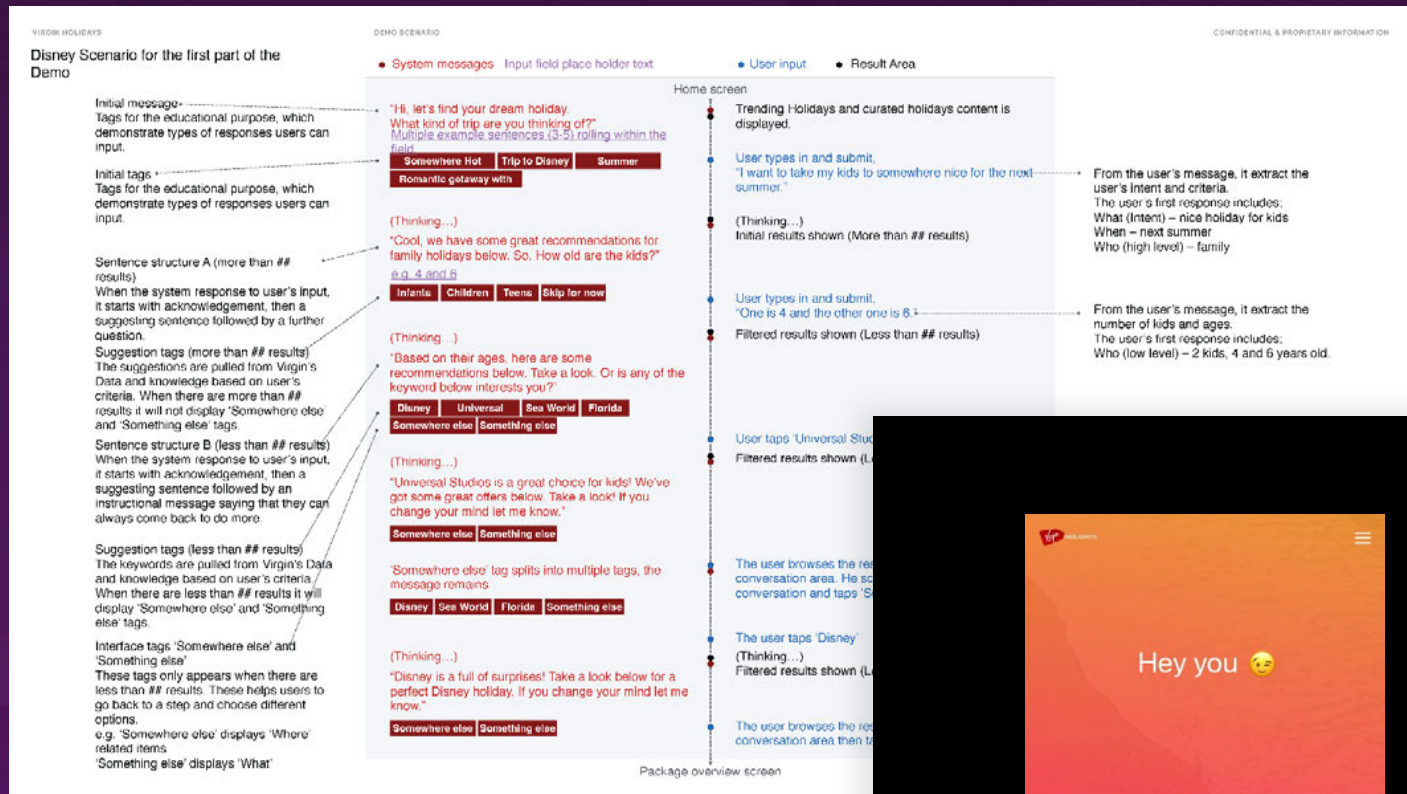 VIRGIN HOLIDAYS
DEMO SCENARIO
CONFIDENTIAL & PROPIETARY INFORMATION
Disney Scenario for the first part of the
Demo
System messages
Input field place holder text
User input
Result Area
Home screen
Initial message
Tags for the educational purpose, which
demonstrate types of responses users can
input.
Initial tags
Tags for the educational purpose, which
demonstrate types of responses users can
input.
Sentence structure A (more than ##
results)
When the system response to user's input,
it starts with acknowledgement, then a
suggesting sentence followed by a further
question.
Suggestion tags (more than ## results)
The suggestions are pulled from Virgin's
Data and knowledge based on user's
criteria. When there are more than ##
results it will not display 'Somewhere else'
and 'Something else' tags.
Sentence structure B (less than ## results)
When the system response to user's input,
it starts with acknowledgement, then a
suggesting sentence followed by an
instructional message saying that they can
always come back to do more.
Suggestion tags (less than ## results)
The keywords are pulled from Virgin's Data
and knowledge based on user's criteria.
When there are less than ## results it will
display 'Somewhere else' and 'Something
else' tags.
Interface tags 'Somewhere else' and
'Something else'
These tags only appears when there are
less than ## results. These helps users to
go back to a step and choose different
options.
e.g. 'Somewhere else' displays 'Where'
related items
'Something else' displays 'What'
"Hi, let's find your dream holiday.
What kind of trip are you thinking of?"
Multiple example sentences (3-5) rolling within the
field.
Somewhere Hot
Trip to Disney
Summer
Romantic getaway with
(Thinking…)
"Cool, we have some great recommendations for
family holidays below. So. How old are the kids?"
e.g. 4 and 6
Infants
Children
Teens
Skip for now
(Thinking…)
"Based on their ages, here are some
recommendations below. Take a look. Or is any of the
keyword below interests you?"
Disney
Universal
Sea World
Florida
Somewhere else
Something else
(Thinking…)
"Universal Studios is a great choice for kids! We've
got some great offers below. Take a look! If you
change your mind let me know."
Somewhere else
Something else
'Somewhere else' tag splits into multiple tags, the
message remains.
Disney
Sea World
Florida
Something else
(Thinking…)
"Disney is a full of surprises! Take a look below for a
perfect Disney holiday. If you change your mind let me
know."
Somewhere else
Something else
Trending Holidays and curated holidays content is
displayed.
User types in and submit,
"I want to take my kids to somewhere nice for the next
summer."
(Thinking…)
Initial results shown (More than ## results)
User types in and submit,
"One is 4 and the other one is 6."
Filtered results shown (Less than ## results)
User taps 'Universal Stu
Filtered results shown (L
The user browses the re
conversation area. He sc
conversation and taps 'S
The user taps 'Disney'
(Thinking…)
Filtered results shown (L
The user browses the re
conversation area then ta
Package overview screen
From the user's message, it extract the
user's intent and criteria.
The user's first response includes;
What (Intent) – nice holiday for kids
When – next summer
Who (high level) – family
From the user's message, it extract the
number of kids and ages.
The user's first response includes;
Who (low level) – 2 kids, 4 and 6 years old.
Virgin HOLIDAYS
Hey you 😉